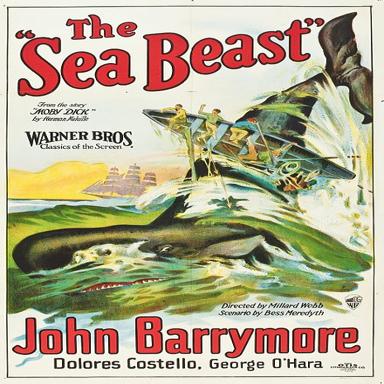 The
"Sea Beast"
From the story
"MOBY DICK"
by Herman Melville
WARNER BROS.
Classics of the Screen
Directed by Millard Webb
Scenario by Bess Meredyth
John Barrymore
Dolores Costello, George O'Hara
OTIS